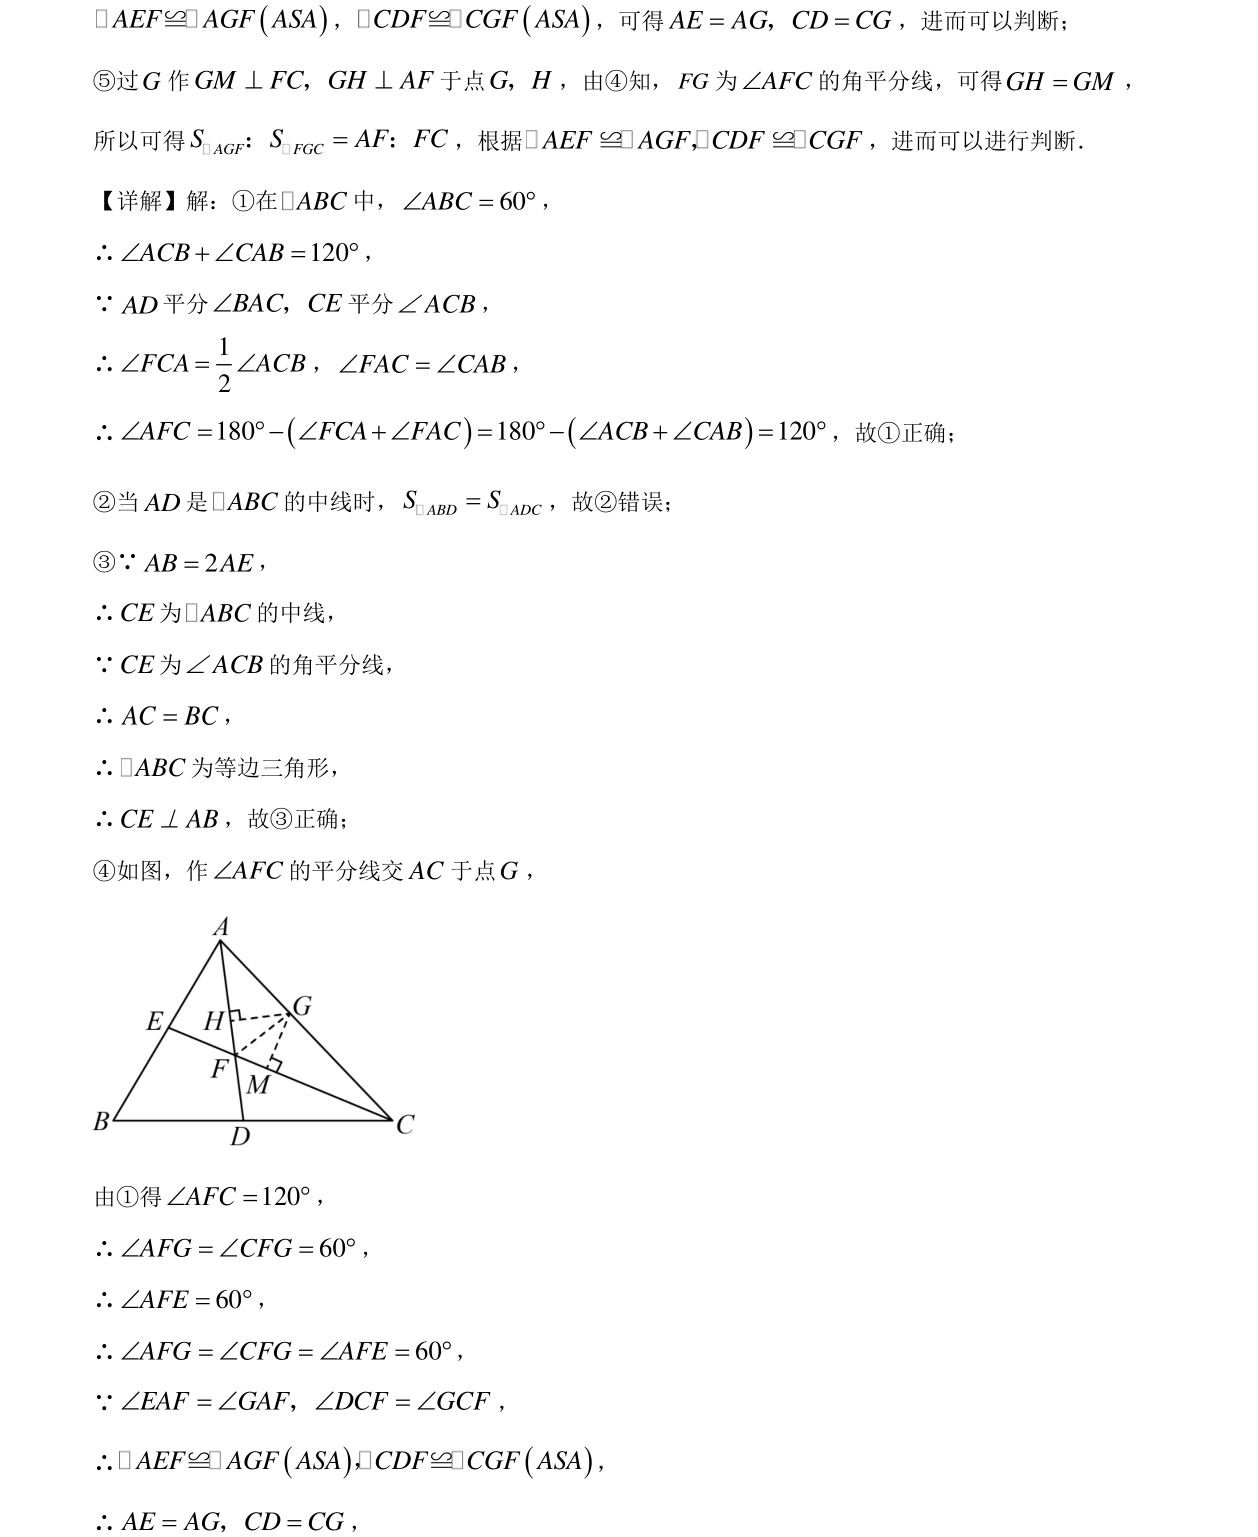 □AEF≌□AGF(ASA)，□CDF≌□CGF(ASA)，可得AE=AG，CD=CG，进而可以判断；
⑤过G作GM⊥FC，GH⊥AF于点G，H，由④知，FG为∠AFC的角平分线，可得GH=GM，
所以可得S□AGF：S□FGC=AF：FC，根据□AEF≌□AGF,□CDF≌□CGF，进而可以进行判断．
【详解】解：①在□ABC中，∠ABC=60°，
∴∠ACB+∠CAB=120°，
∵AD平分∠BAC，CE平分∠ACB，
∴∠FCA=1/2∠ACB，∠FAC=∠CAB，
∴∠AFC=180°−(∠FCA+∠FAC)=180°−(∠ACB+∠CAB)=120°，故①正确；
②当AD是□ABC的中线时，S□ABD=S□ADC，故②错误；
③∵AB=2AE，
∴CE为□ABC的中线，
∵CE为∠ACB的角平分线，
∴AC=BC，
∴□ABC为等边三角形，
∴CE⊥AB，故③正确；
④如图，作∠AFC的平分线交AC于点G，
A
G
E
H
F
M
B
C
D
由①得∠AFC=120°，
∴∠AFG=∠CFG=60°，
∴∠AFE=60°，
∴∠AFG=∠CFG=∠AFE=60°，
∵∠EAF=∠GAF，∠DCF=∠GCF，
∴□AEF≌□AGF(ASA),□CDF≌□CGF(ASA)，
∴AE=AG，CD=CG，